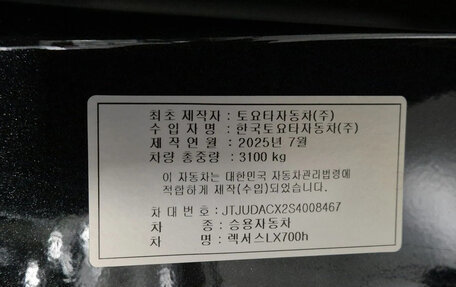 최초 제작자 : 토요타자동차(주)
수 입 자 명 : 한국토요타자동차(주)
제 작 연 월 : 2025년 7월
차량 총중량 : 3100 kg
이 자동차는 대한민국 자동차관리법령에
적합하게 제작(수입)되었습니다.
차 대 번 호 : JTJUDACX2S4008467
차 종 : 승용자동차
차 명 : 렉서스LX700h